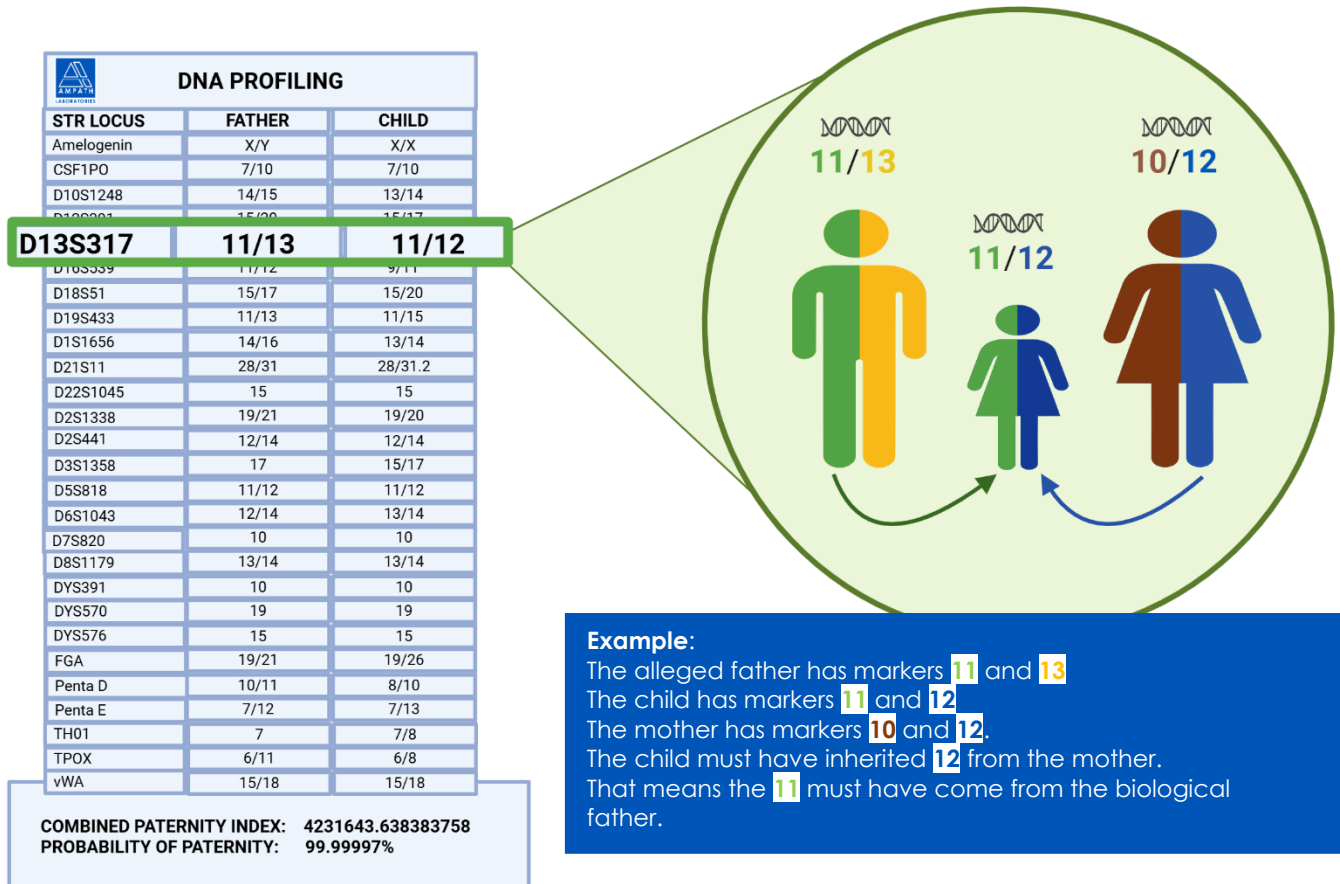 AMPATH
LABORATORIES
DNA PROFILING
STR LOCUS FATHER CHILD
Amelogenin X/Y X/X
CSF1PO 7/10 7/10
D10S1248 14/15 13/14
15/20 15/17
D13S317 11/13 11/12
D16S539 11/12 9/11
D18S51 15/17 15/20
D19S433 11/13 11/15
D1S1656 14/16 13/14
D21S11 28/31 28/31.2
D22S1045 15 15
D2S1338 19/21 19/20
D2S441 12/14 12/14
D3S1358 17 15/17
D5S818 11/12 11/12
D6S1043 12/14 13/14
D7S820 10 10
D8S1179 13/14 13/14
DYS391 10 10
DYS570 19 19
DYS576 15 15
FGA 19/21 19/26
Penta D 10/11 8/10
Penta E 7/12 7/13
TH01 7 7/8
TPOX 6/11 6/8
vWA 15/18 15/18
COMBINED PATERNITY INDEX: 4231643.638383758
PROBABILITY OF PATERNITY: 99.99997%
11/13
10/12
11/12
Example:
The alleged father has markers 11 and 13
The child has markers 11 and 12
The mother has markers 10 and 12.
The child must have inherited 12 from the mother.
That means the 11 must have come from the biological
father.